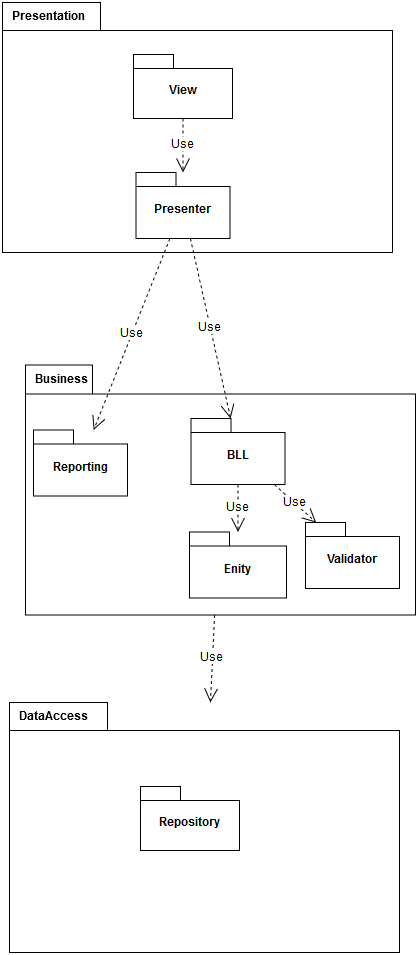 Presentation
View
Use
Presenter
Use
Use
Business
Reporting
BLL
Use
Use
Enity
Validator
Use
DataAccess
Repository